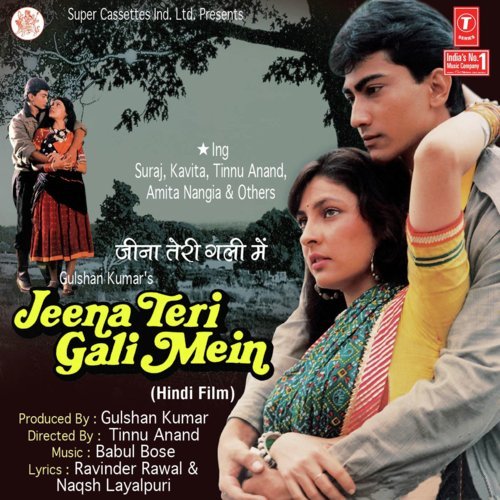 Super Cassettes Ind. Ltd. Presents
T
SERIES
India's No.1
Music Company
★Ing
Suraj, Kavita, Tinnu Anand,
Amita Nangia & Others
जीना तेरी गली में
Gulshan Kumar's
Jeena Teri
Gali Mein
(Hindi Film)
Produced By : Gulshan Kumar
Directed By : Tinnu Anand
Music : Babul Bose
Lyrics : Ravinder Rawal &
Naqsh Layalpuri